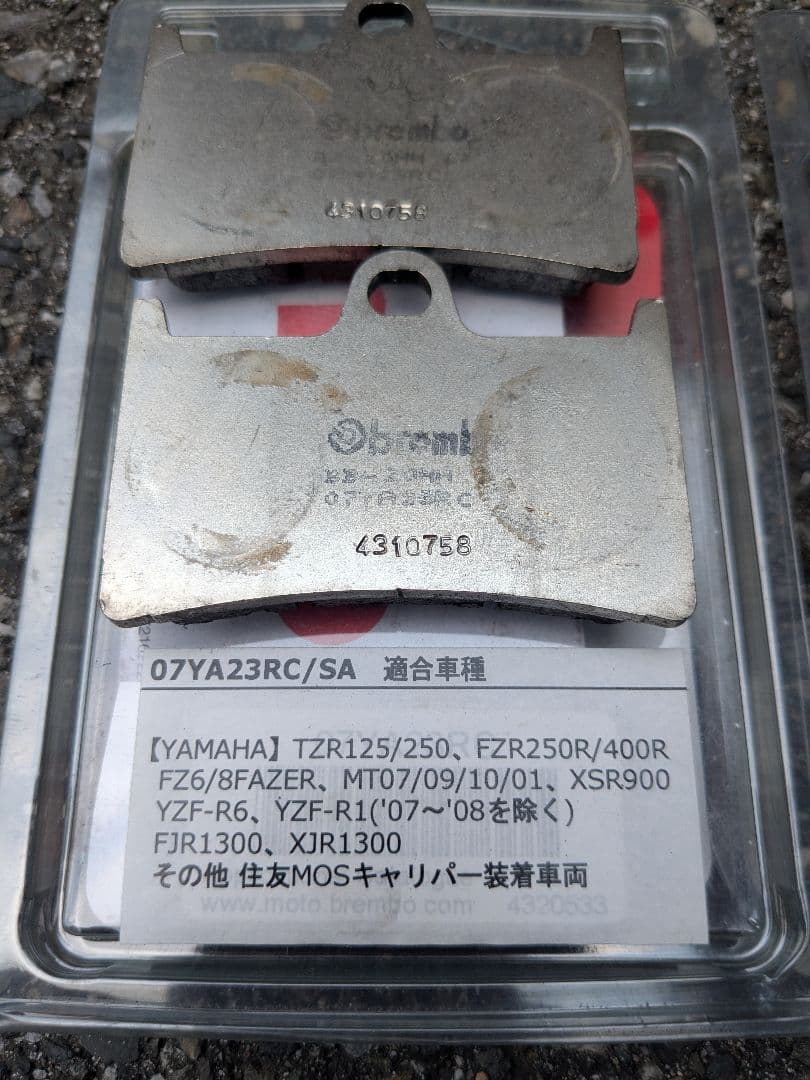 brembo
4310758
bremb
07YA23RC
4310758
07YA23RC/SA 適合車種
【YAMAHA】TZR125/250、FZR250R/400R
FZ6/8FAZER、MT07/09/10/01、XSR900
YZF-R6、YZF-R1('07～'08を除く)
FJR1300、XJR1300
その他 住友MOSキャリパー装着車両
www.moto.brembo.com 4320533